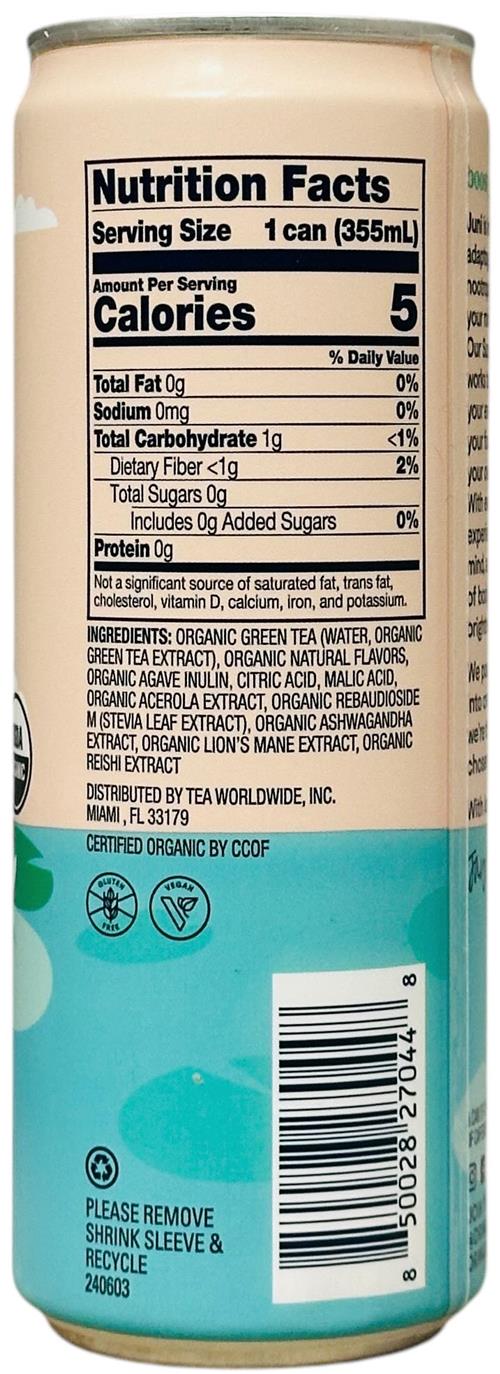 Nutrition Facts
Serving Size 1 can (355mL)
Amount Per Serving
Calories 5
% Daily Value
Total Fat 0g 0%
Sodium 0mg 0%
Total Carbohydrate 1g <1%
Dietary Fiber <1g 2%
Total Sugars 0g
Includes 0g Added Sugars 0%
Protein 0g
Not a significant source of saturated fat, trans fat,
cholesterol, vitamin D, calcium, iron, and potassium.
INGREDIENTS: ORGANIC GREEN TEA (WATER, ORGANIC
GREEN TEA EXTRACT), ORGANIC NATURAL FLAVORS,
ORGANIC AGAVE INULIN, CITRIC ACID, MALIC ACID,
ORGANIC ACEROLA EXTRACT, ORGANIC REBAUDIOSIDE
M (STEVIA LEAF EXTRACT), ORGANIC ASHWAGANDHA
EXTRACT, ORGANIC LION'S MANE EXTRACT, ORGANIC
REISHI EXTRACT
DISTRIBUTED BY TEA WORLDWIDE, INC.
MIAMI , FL 33179
CERTIFIED ORGANIC BY CCOF
GLUTEN
FREE
VEGAN
8 50028 27044 8
PLEASE REMOVE
SHRINK SLEEVE &
RECYCLE
240603